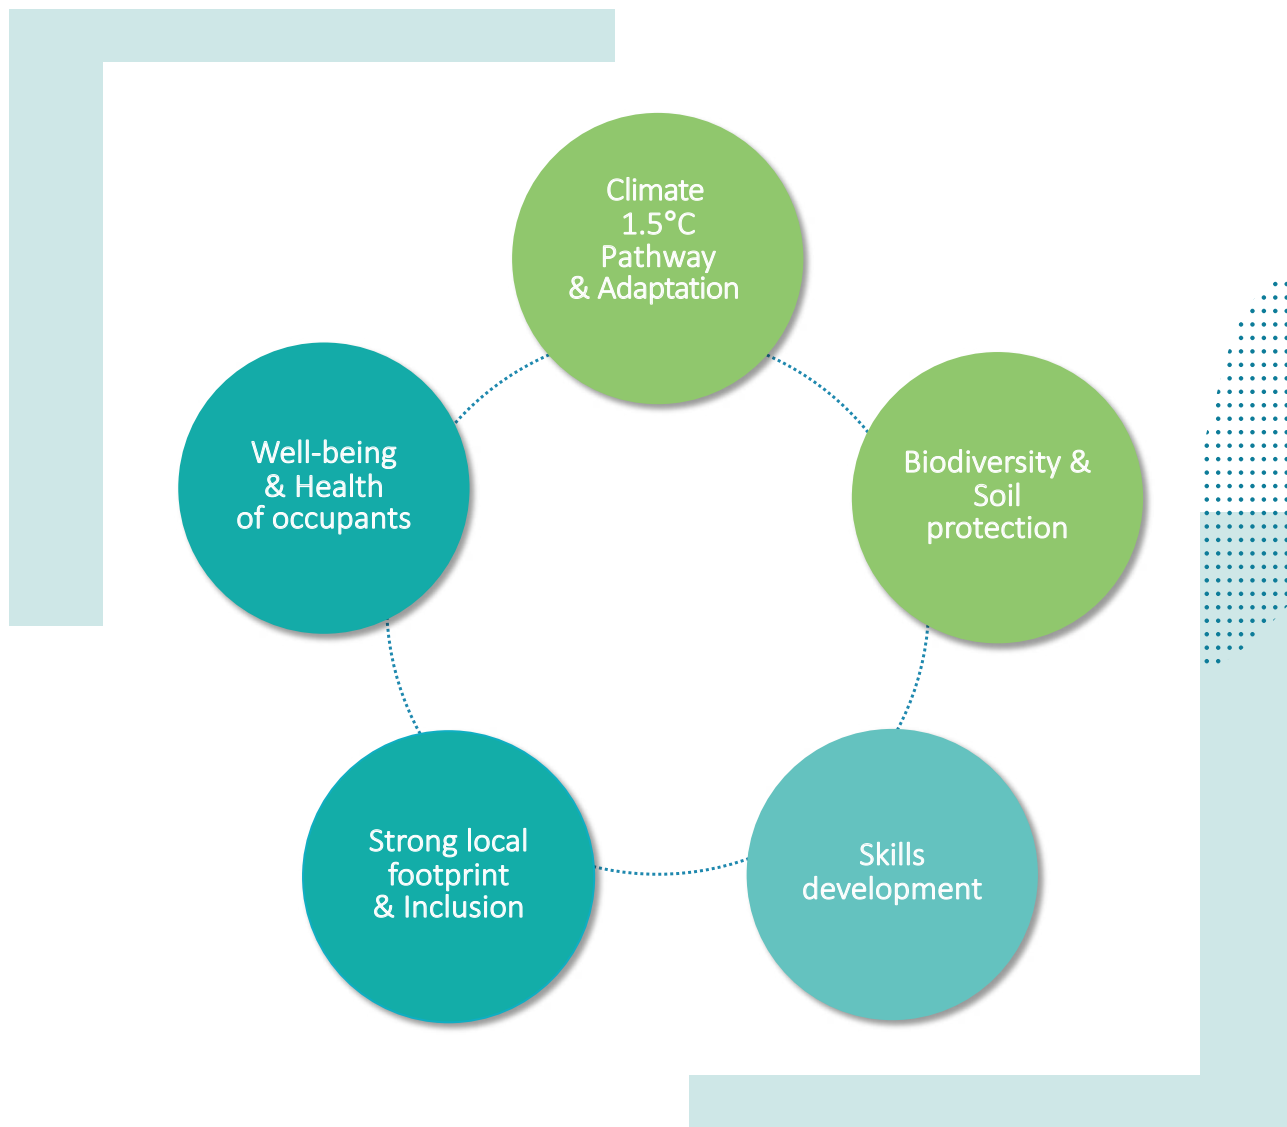 Climate
1.5°C
Pathway
& Adaptation
Well-being
& Health
of occupants
Biodiversity &
Soil
protection
Strong local
footprint
& Inclusion
Skills
development